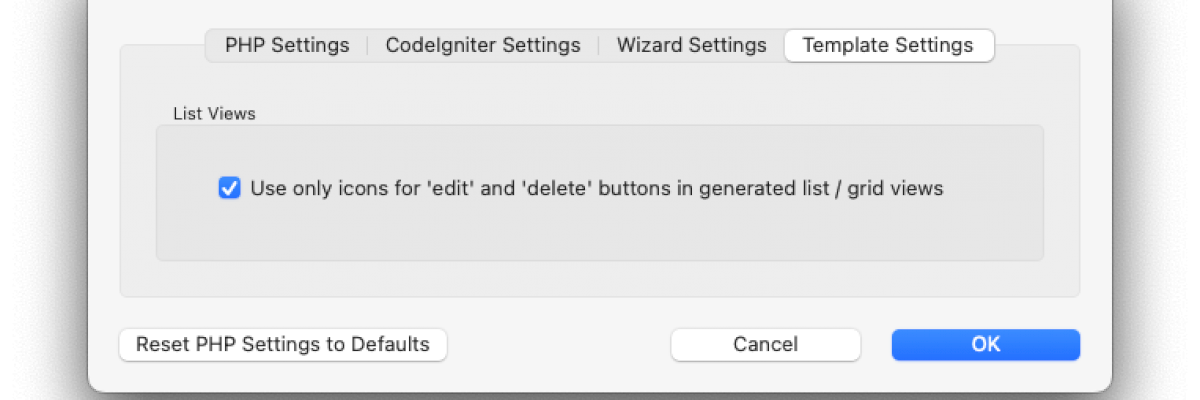 PHP Settings CodeIgniter Settings Wizard Settings Template Settings
List Views
Use only icons for 'edit' and 'delete' buttons in generated list / grid views
Reset PHP Settings to Defaults Cancel OK